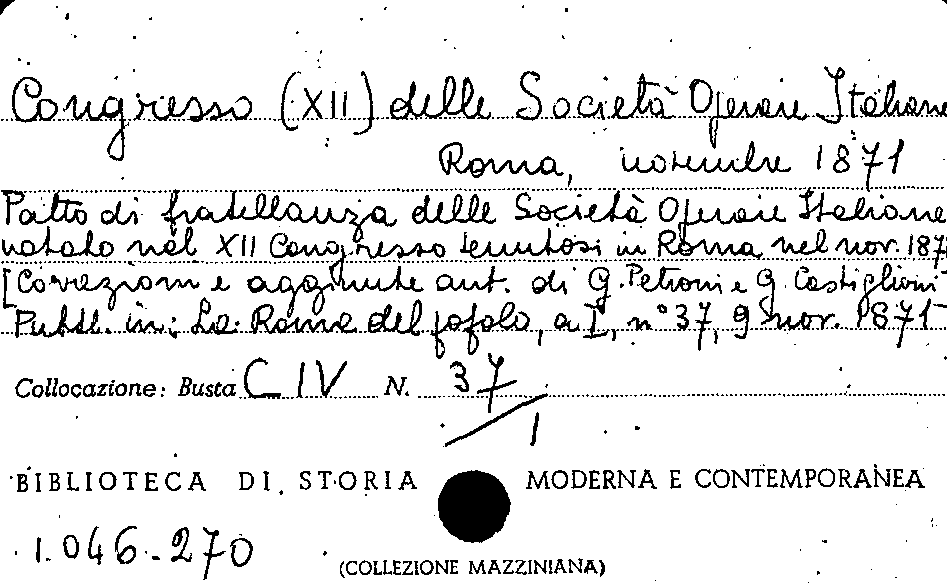 Congresso (XII) delle Società Operaie Italiane
Roma, novembre 1871
Patto di fratellanza delle Società Operaie Italiane
votato nel XII Congresso tenutosi in Roma nel nov. 187
[Correzioni e aggiunte aut. di G. Petroni e G. Castiglioni
Pubbl. in: La Roma del popolo, a I, n° 37, 9 nov. 1871
Collocazione: Busta C IV N. 37/1
BIBLIOTECA DI STORIA MODERNA E CONTEMPORANEA
1.046.270
(COLLEZIONE MAZZINIANA)